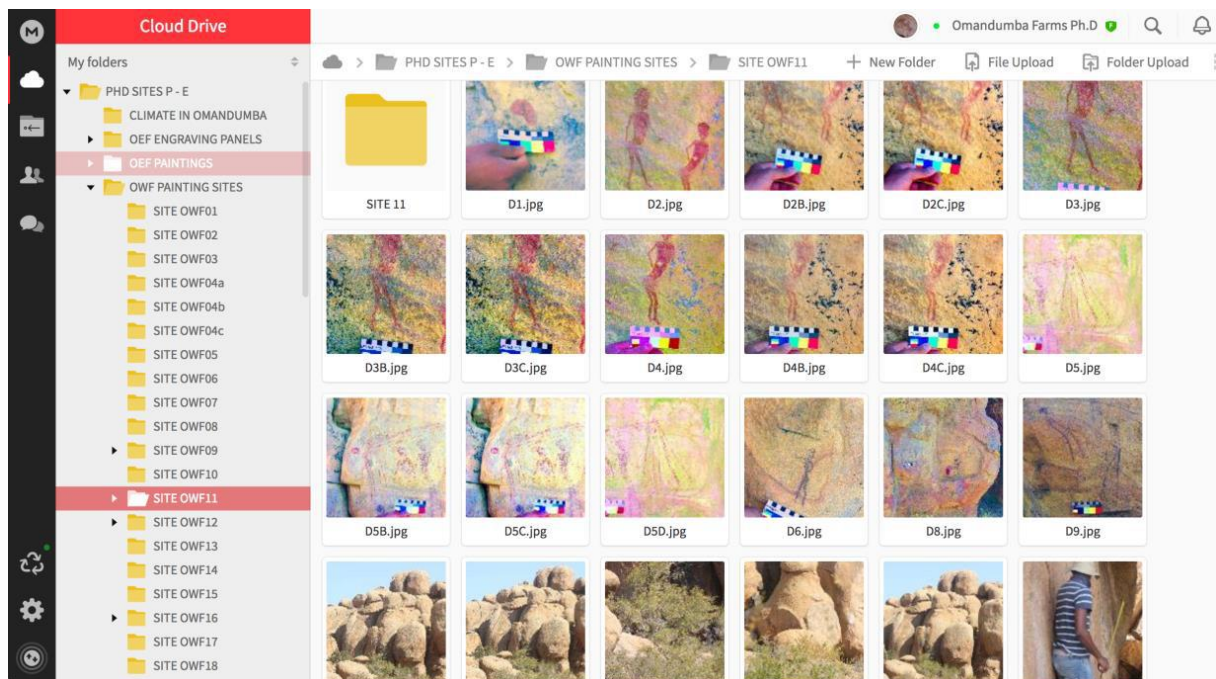 M
Cloud Drive
Omandumba Farms Ph.D
My folders
PHD SITES P - E > OWF PAINTING SITES > SITE OWF11
New Folder
File Upload
Folder Upload
PHD SITES P - E
CLIMATE IN OMANDUMBA
OEF ENGRAVING PANELS
OEF PAINTINGS
OWF PAINTING SITES
SITE OWF01
SITE OWF02
SITE OWF03
SITE OWF04a
SITE OWF04b
SITE OWF04c
SITE OWF05
SITE OWF06
SITE OWF07
SITE OWF08
SITE OWF09
SITE OWF10
SITE OWF11
SITE OWF12
SITE OWF13
SITE OWF14
SITE OWF15
SITE OWF16
SITE OWF17
SITE OWF18
SITE 11
D1.jpg
D2.jpg
D2B.jpg
D2C.jpg
D3.jpg
D3B.jpg
D3C.jpg
D4.jpg
D4B.jpg
D4C.jpg
D5.jpg
D5B.jpg
D5C.jpg
D5D.jpg
D6.jpg
D8.jpg
D9.jpg